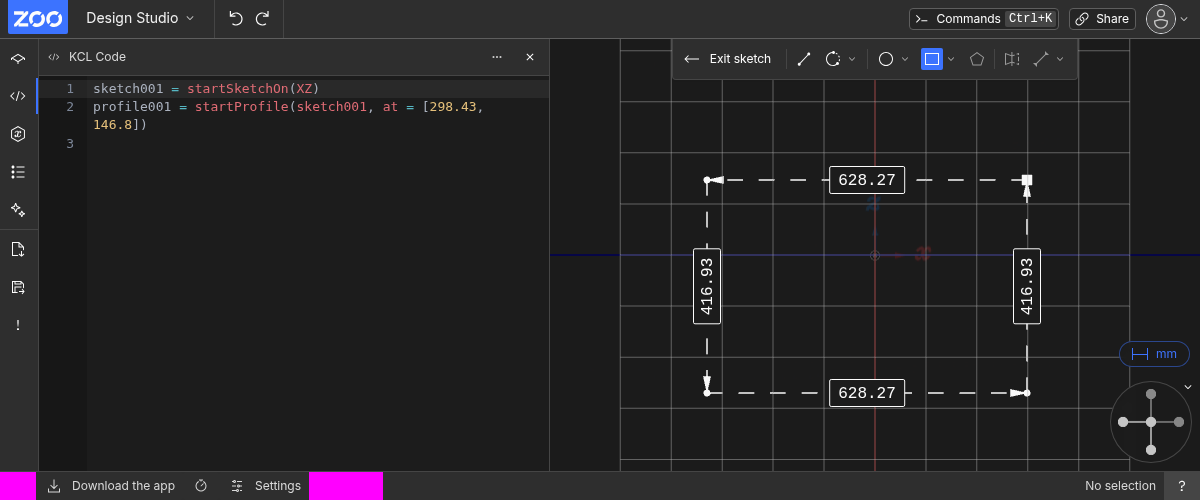 ZOO Design Studio Commands Ctrl+K Share
KCL Code
Exit sketch
1 sketch001 = startSketchOn(XZ)
2 profile001 = startProfile(sketch001, at = [298.43,
146.8])
3
628.27
Z
X
416.93
416.93
mm
628.27
Download the app Settings No selection ?